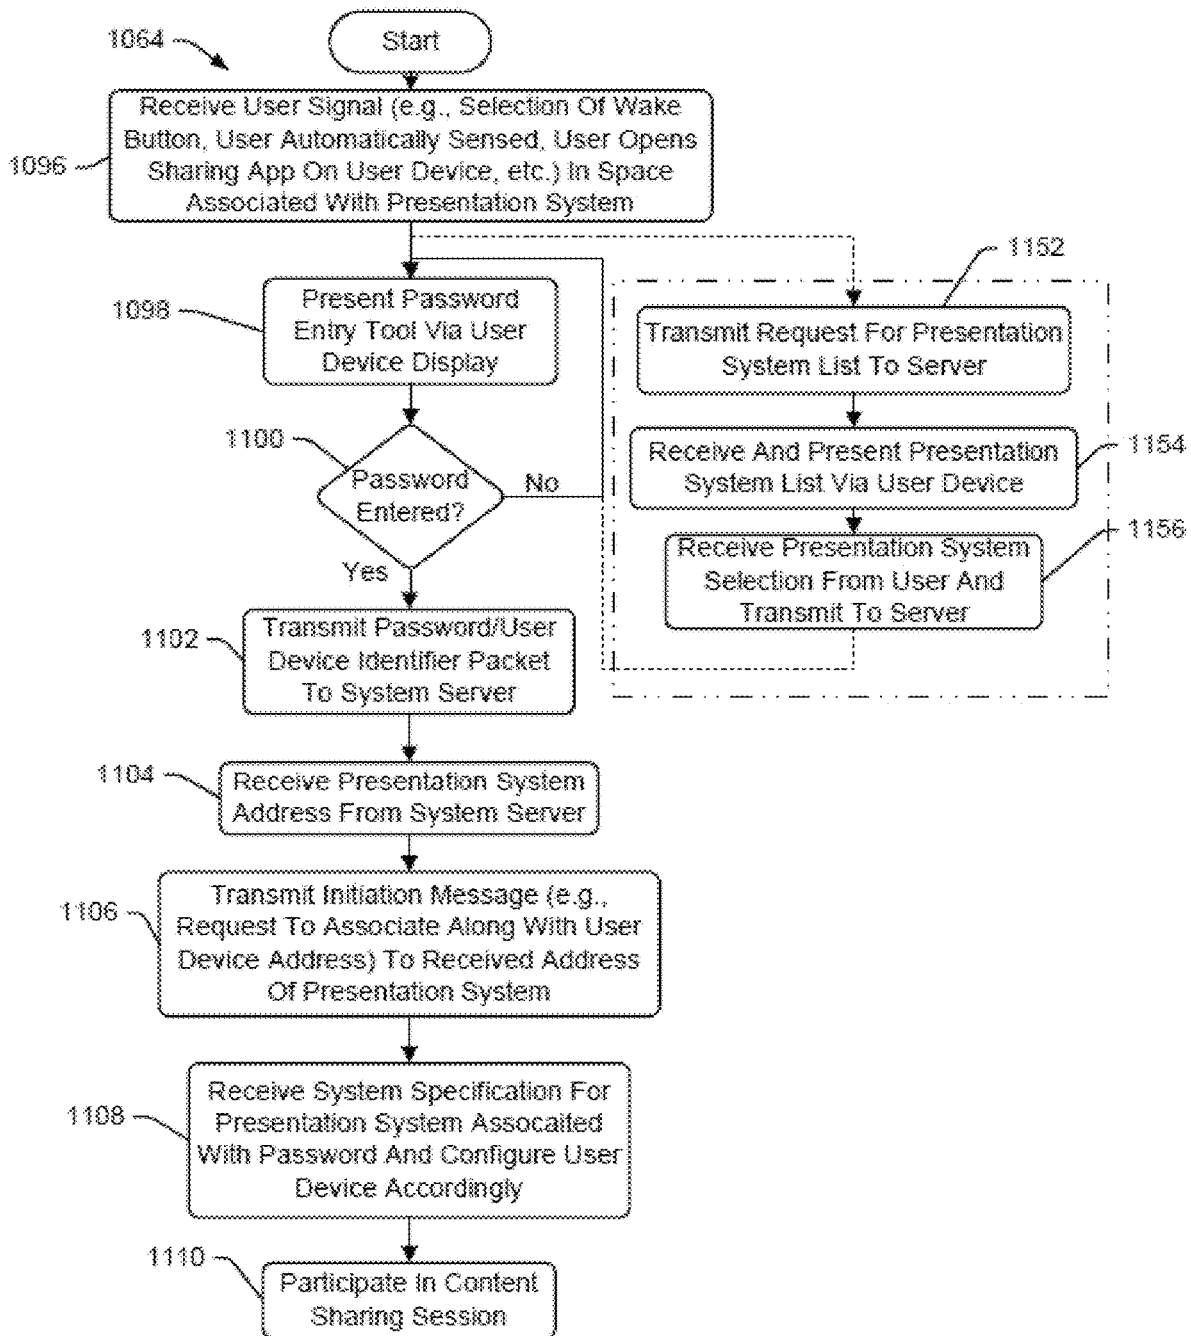 1064
Start
1096
Receive User Signal (e.g., Selection Of Wake
Button, User Automatically Sensed, User Opens
Sharing App On User Device, etc.) In Space
Associated With Presentation System
1098
Present Password
Entry Tool Via User
Device Display
1152
Transmit Request For Presentation
System List To Server
1154
Receive And Present Presentation
System List Via User Device
1156
Receive Presentation System
Selection From User And
Transmit To Server
1100
Password
Entered?
No
Yes
1102
Transmit Password/User
Device Identifier Packet
To System Server
1104
Receive Presentation System
Address From System Server
1106
Transmit Initiation Message (e.g.,
Request To Associate Along With User
Device Address) To Received Address
Of Presentation System
1108
Receive System Specification For
Presentation System Assocaited
With Password And Configure User
Device Accordingly
1110
Participate In Content
Sharing Session